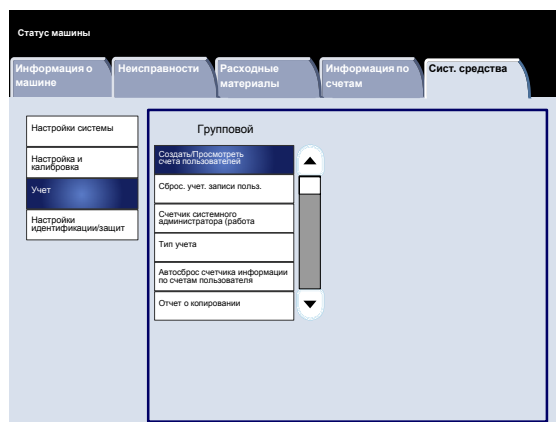 Статус машины
Информация о
машине
Неисправности
Расходные
материалы
Информация по
счетам
Сист. средства
Настройки системы
Настройка и
калибровка
Учет
Настройки
идентификации/защит
Групповой
Создать/Просмотреть
счета пользователей
Сброс. учет. записи польз.
Счетчик системного
администратора (работа
Тип учета
Автосброс счетчика информации
по счетам пользователя
Отчет о копировании